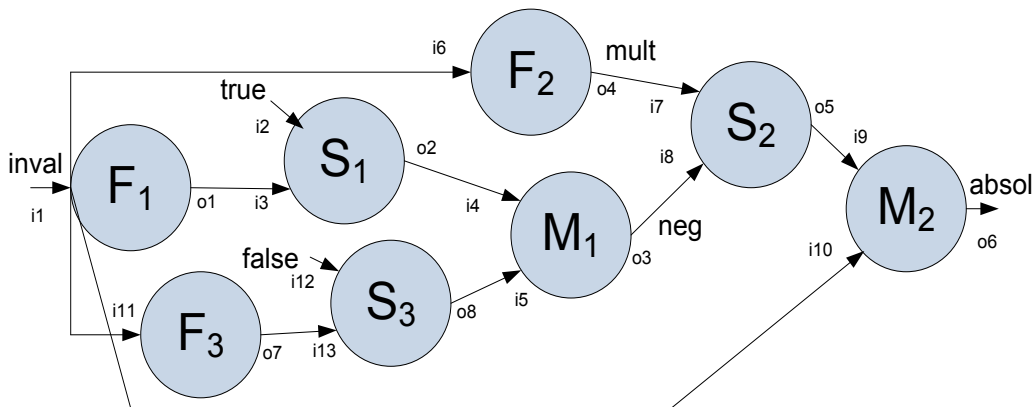 i6
F2
mult
o4
i7
S2
o5
i9
true
i2
S1
o2
inval
i1
F1
o1
i3
i4
i8
M1
o3
neg
M2
absol
o6
i10
false
i12
S3
o8
i5
i11
F3
o7
i13